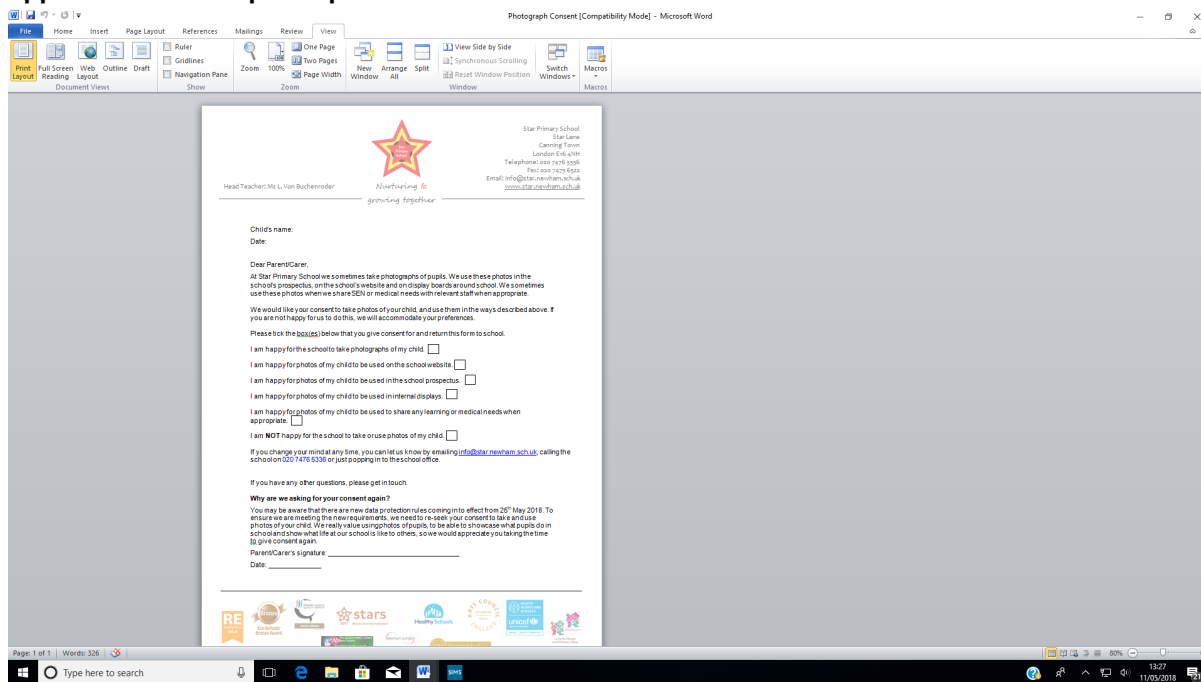 Photograph Consent [Compatibility Mode] - Microsoft Word
File Home Insert Page Layout References Mailings Review View
Print Layout
Full Screen Reading
Web Layout
Outline
Draft
Document Views
Ruler
Gridlines
Navigation Pane
Show
Zoom
100%
One Page
Two Pages
Page Width
Zoom
New Window
Arrange All
Split
View Side by Side
Synchronous Scrolling
Reset Window Position
Window
Switch Windows
Macros
Macros
Star Primary School
Star Primary School
Star Lane
Canning Town
London E16 4NH
Telephone: 020 7476 5336
Fax: 020 7473 6522
Email: info@star.newham.sch.uk
www.star.newham.sch.uk
Head Teacher: Ms L. Von Buchenroder
Nurturing &
growing together
Child's name:
Date:
Dear Parent/Carer,
At Star Primary School we sometimes take photographs of pupils. We use these photos in the
school's prospectus, on the school's website and on display boards around school. We sometimes
use these photos when we share SEN or medical needs with relevant staff when appropriate.
We would like your consent to take photos of your child, and use them in the ways described above. If
you are not happy for us to do this, we will accommodate your preferences.
Please tick the box(es) below that you give consent for and return this form to school.
I am happy for the school to take photographs of my child.
I am happy for photos of my child to be used on the school website.
I am happy for photos of my child to be used in the school prospectus.
I am happy for photos of my child to be used in internal displays.
I am happy for photos of my child to be used to share any learning or medical needs when
appropriate.
I am NOT happy for the school to take or use photos of my child.
If you change your mind at any time, you can let us know by emailing info@star.newham.sch.uk, calling the
school on 020 7476 5336 or just popping in to the school office.
If you have any other questions, please get in touch.
Why are we asking for your consent again?
You may be aware that there are new data protection rules coming in to effect from 25th May 2018. To
ensure we are meeting the new requirements, we need to re-seek your consent to take and use
photos of your child. We really value using photos of pupils, to be able to showcase what pupils do in
school and show what life at our school is like to others, so we would appreciate you taking the time
to give consent again.
Parent/Carer's signature:
Date:
RE
Bronze Award
stars
Healthy Schools
ARTS COUNCIL ENGLAND
unicef
Page: 1 of 1 Words: 326
80%
Type here to search
SIMS
13:27
11/05/2018